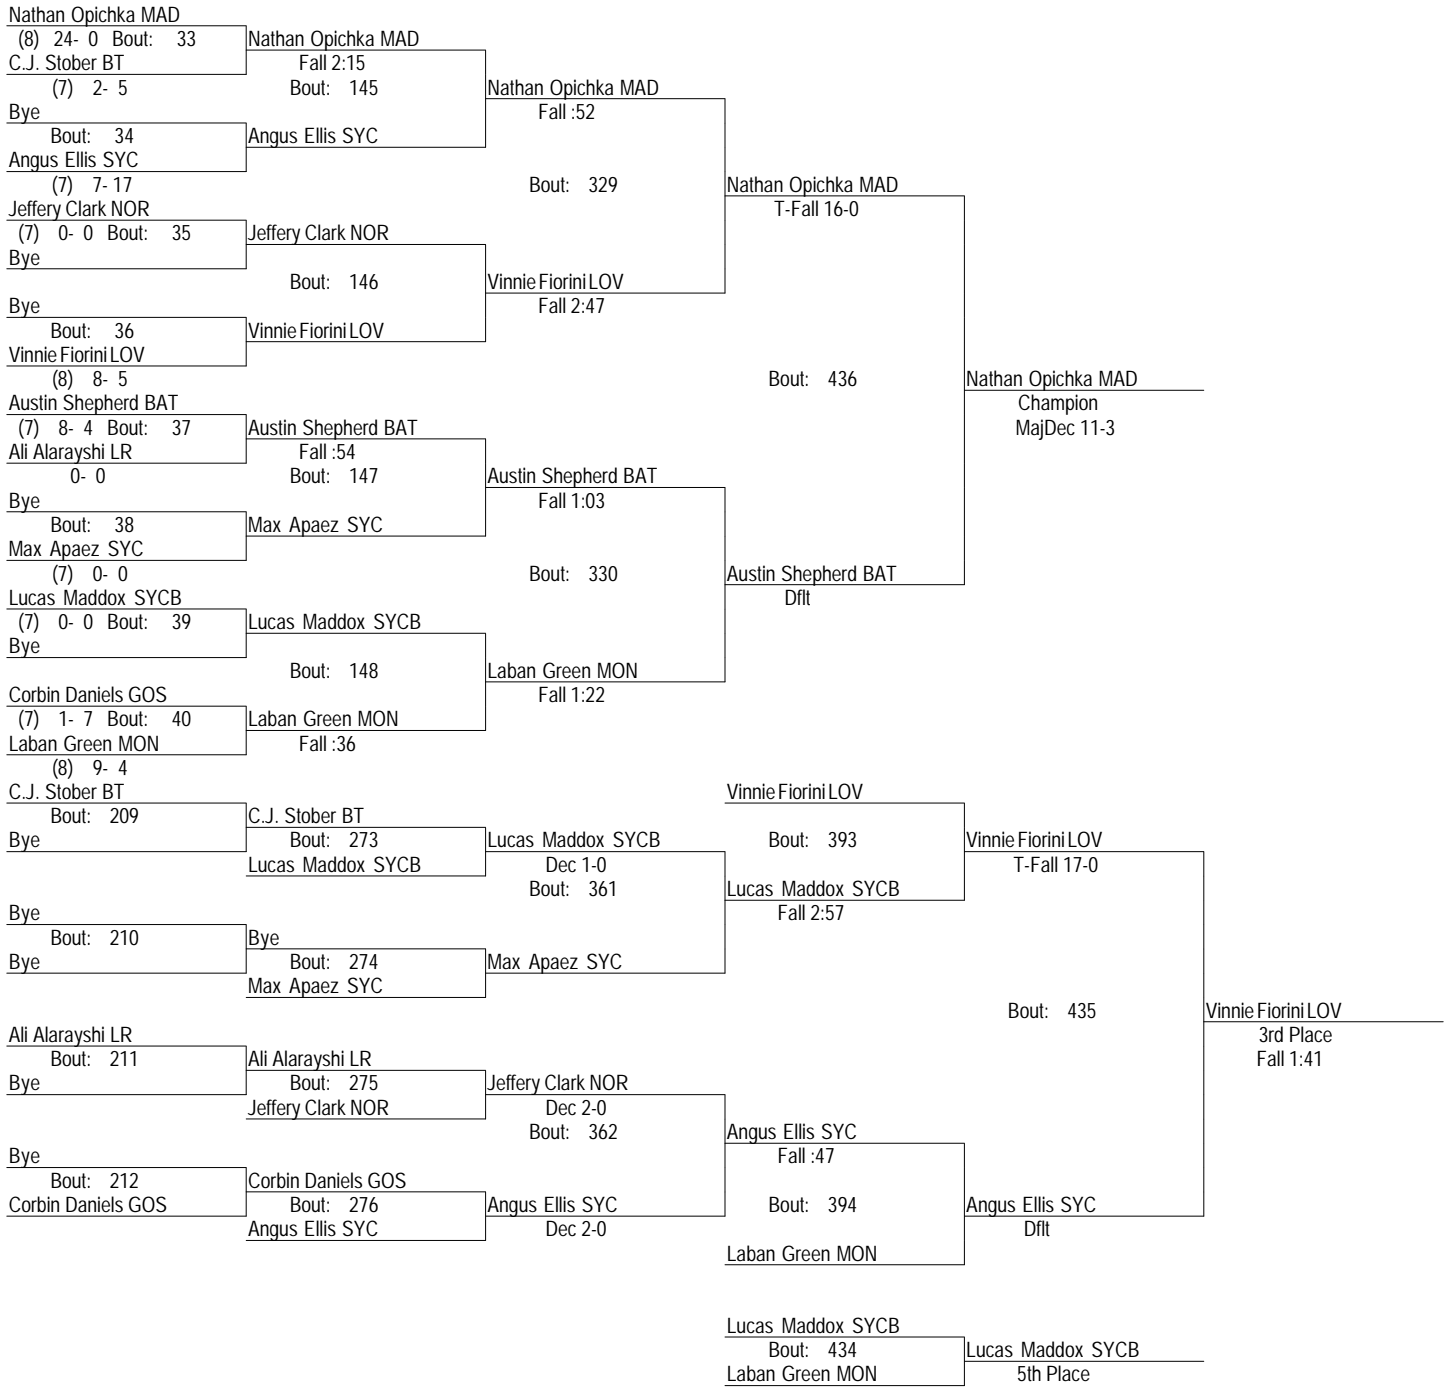 Nathan Opichka MAD
(8) 24- 0 Bout: 33 Nathan Opichka MAD
C.J. Stober BT Fall 2:15
(7) 2- 5 Bout: 145 Nathan Opichka MAD
Bye Fall :52
Bout: 34 Angus Ellis SYC
Angus Ellis SYC
(7) 7- 17 Bout: 329 Nathan Opichka MAD
Jeffery Clark NOR T-Fall 16-0
(7) 0- 0 Bout: 35 Jeffery Clark NOR
Bye
Bout: 146 Vinnie Fiorini LOV
Bye Fall 2:47
Bout: 36 Vinnie Fiorini LOV
Vinnie Fiorini LOV
(8) 8- 5 Bout: 436 Nathan Opichka MAD
Austin Shepherd BAT Champion
(7) 8- 4 Bout: 37 Austin Shepherd BAT MajDec 11-3
Ali Alarayshi LR Fall :54
0- 0 Bout: 147 Austin Shepherd BAT
Bye Fall 1:03
Bout: 38 Max Apaez SYC
Max Apaez SYC
(7) 0- 0 Bout: 330 Austin Shepherd BAT
Lucas Maddox SYCB Dflt
(7) 0- 0 Bout: 39 Lucas Maddox SYCB
Bye
Bout: 148 Laban Green MON
Corbin Daniels GOS Fall 1:22
(7) 1- 7 Bout: 40 Laban Green MON
Laban Green MON Fall :36
(8) 9- 4
C.J. Stober BT Vinnie Fiorini LOV
Bout: 209 C.J. Stober BT
Bye Bout: 273 Lucas Maddox SYCB Bout: 393 Vinnie Fiorini LOV
Lucas Maddox SYCB Dec 1-0 T-Fall 17-0
Bout: 361 Lucas Maddox SYCB
Bye Fall 2:57
Bout: 210 Bye
Bye Bout: 274 Max Apaez SYC
Max Apaez SYC
Bout: 435 Vinnie Fiorini LOV
Ali Alarayshi LR 3rd Place
Bout: 211 Ali Alarayshi LR Fall 1:41
Bye Bout: 275 Jeffery Clark NOR
Jeffery Clark NOR Dec 2-0
Bout: 362 Angus Ellis SYC
Bye Fall :47
Bout: 212 Corbin Daniels GOS
Corbin Daniels GOS Bout: 276 Angus Ellis SYC Bout: 394 Angus Ellis SYC
Angus Ellis SYC Dec 2-0 Dflt
Laban Green MON
Lucas Maddox SYCB
Bout: 434 Lucas Maddox SYCB
Laban Green MON 5th Place